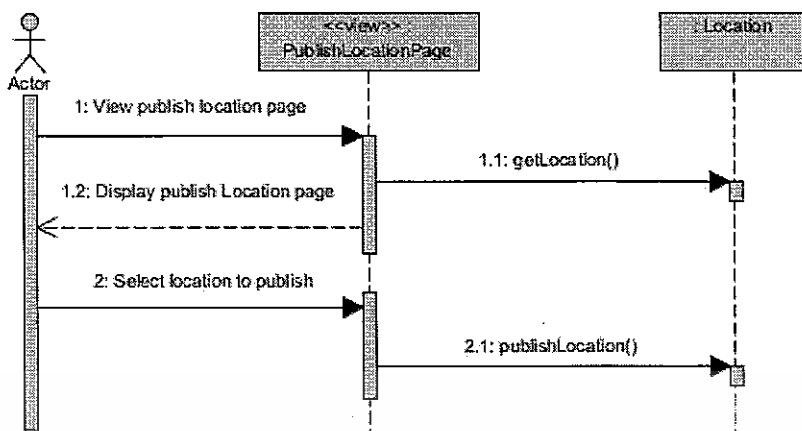 <<view>>
PublishLocationPage
: Location
Actor
1: View publish location page
1.1: getLocation()
1.2: Display publish Location page
2: Select location to publish
2.1: publishLocation()